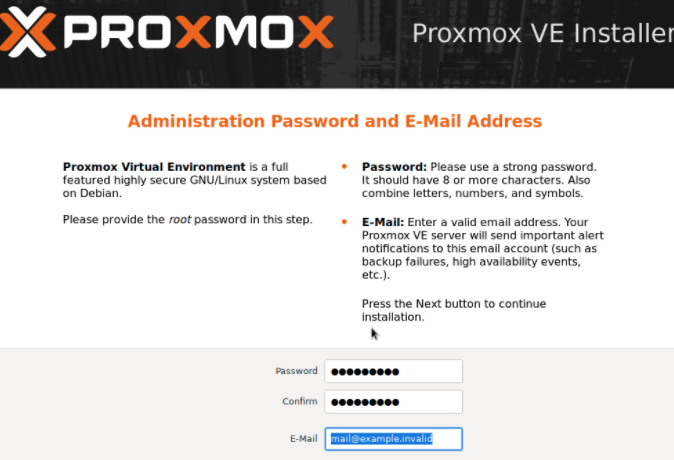 PROXMOX
Proxmox VE Installer
Administration Password and E-Mail Address
Proxmox Virtual Environment is a full
featured highly secure GNU/Linux system based
on Debian.
Please provide the root password in this step.
• Password: Please use a strong password.
It should have 8 or more characters. Also
combine letters, numbers, and symbols.
• E-Mail: Enter a valid email address. Your
Proxmox VE server will send important alert
notifications to this email account (such as
backup failures, high availability events,
etc.).
Press the Next button to continue
installation.
Password ●●●●●●●●●
Confirm ●●●●●●●●●
E-Mail mail@example.invalid